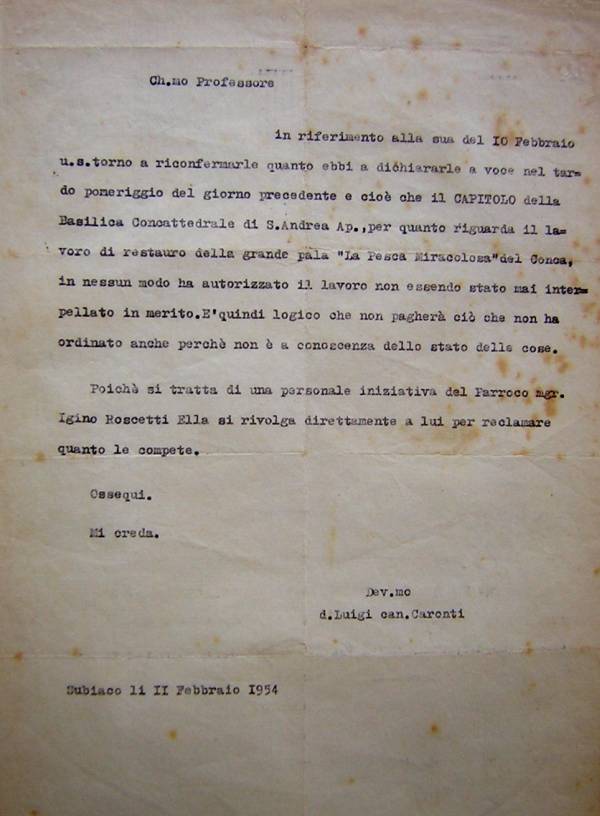 Ch.mo Professore
in riferimento alla sua del IO Febbraio
u.s.torno a riconfermarle quanto ebbi a dichiararle a voce nel tar=
do pomeriggio del giorno precedente e cioè che il CAPITOLO della
Basilica Concattedrale di S.Andrea Ap.,per quanto riguarda il la=
voro di restauro della grande pala "La Pesca Miracolosa"del Conca,
in nessun modo ha autorizzato il lavoro non essendo stato mai inter=
pellato in merito.E'quindi logico che non pagherà ciò che non ha
ordinato anche perchè non è a conoscenza dello stato delle cose.
Poichè si tratta di una personale iniziativa del Parroco mgr.
Igino Roscetti Ella si rivolga direttamente a lui per reclamare
quanto le compete.
Ossequi.
Mi creda.
Dev.mo
d.Luigi can.Caronti
Subiaco li II Febbraio I954